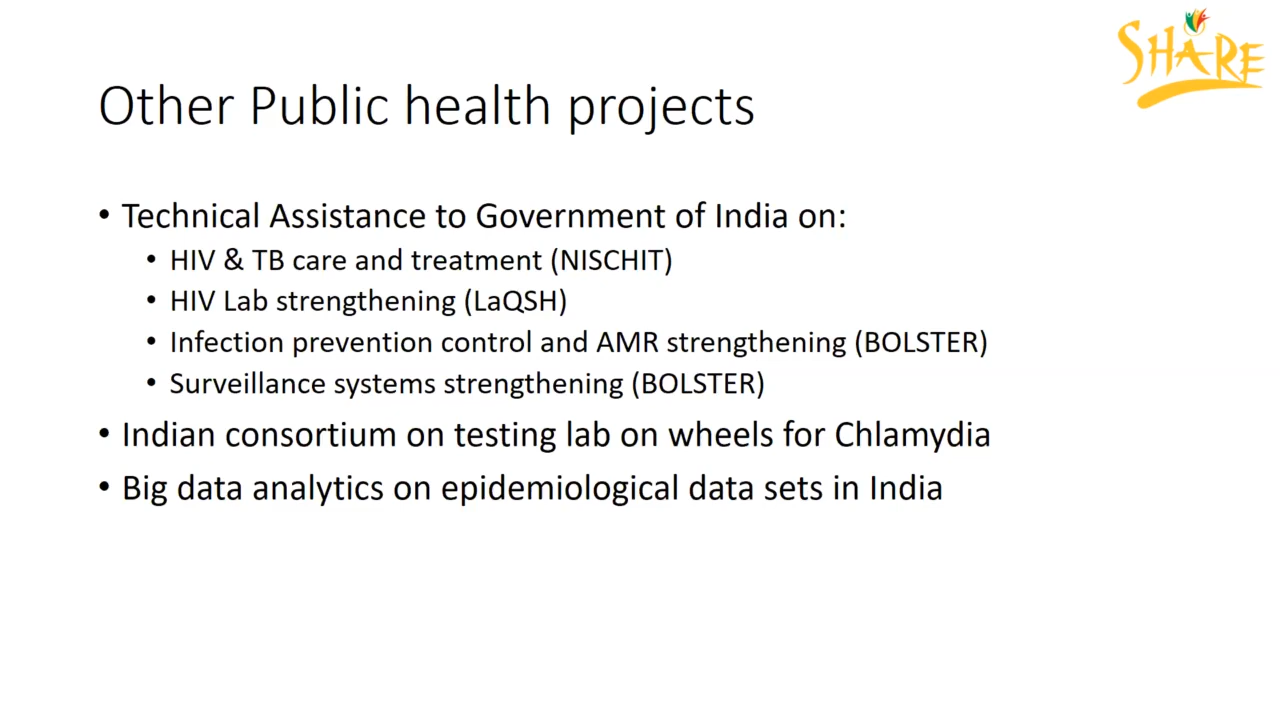 SHARE
Other Public health projects
• Technical Assistance to Government of India on:
• HIV & TB care and treatment (NISCHIT)
• HIV Lab strengthening (LaQSH)
• Infection prevention control and AMR strengthening (BOLSTER)
• Surveillance systems strengthening (BOLSTER)
• Indian consortium on testing lab on wheels for Chlamydia
• Big data analytics on epidemiological data sets in India